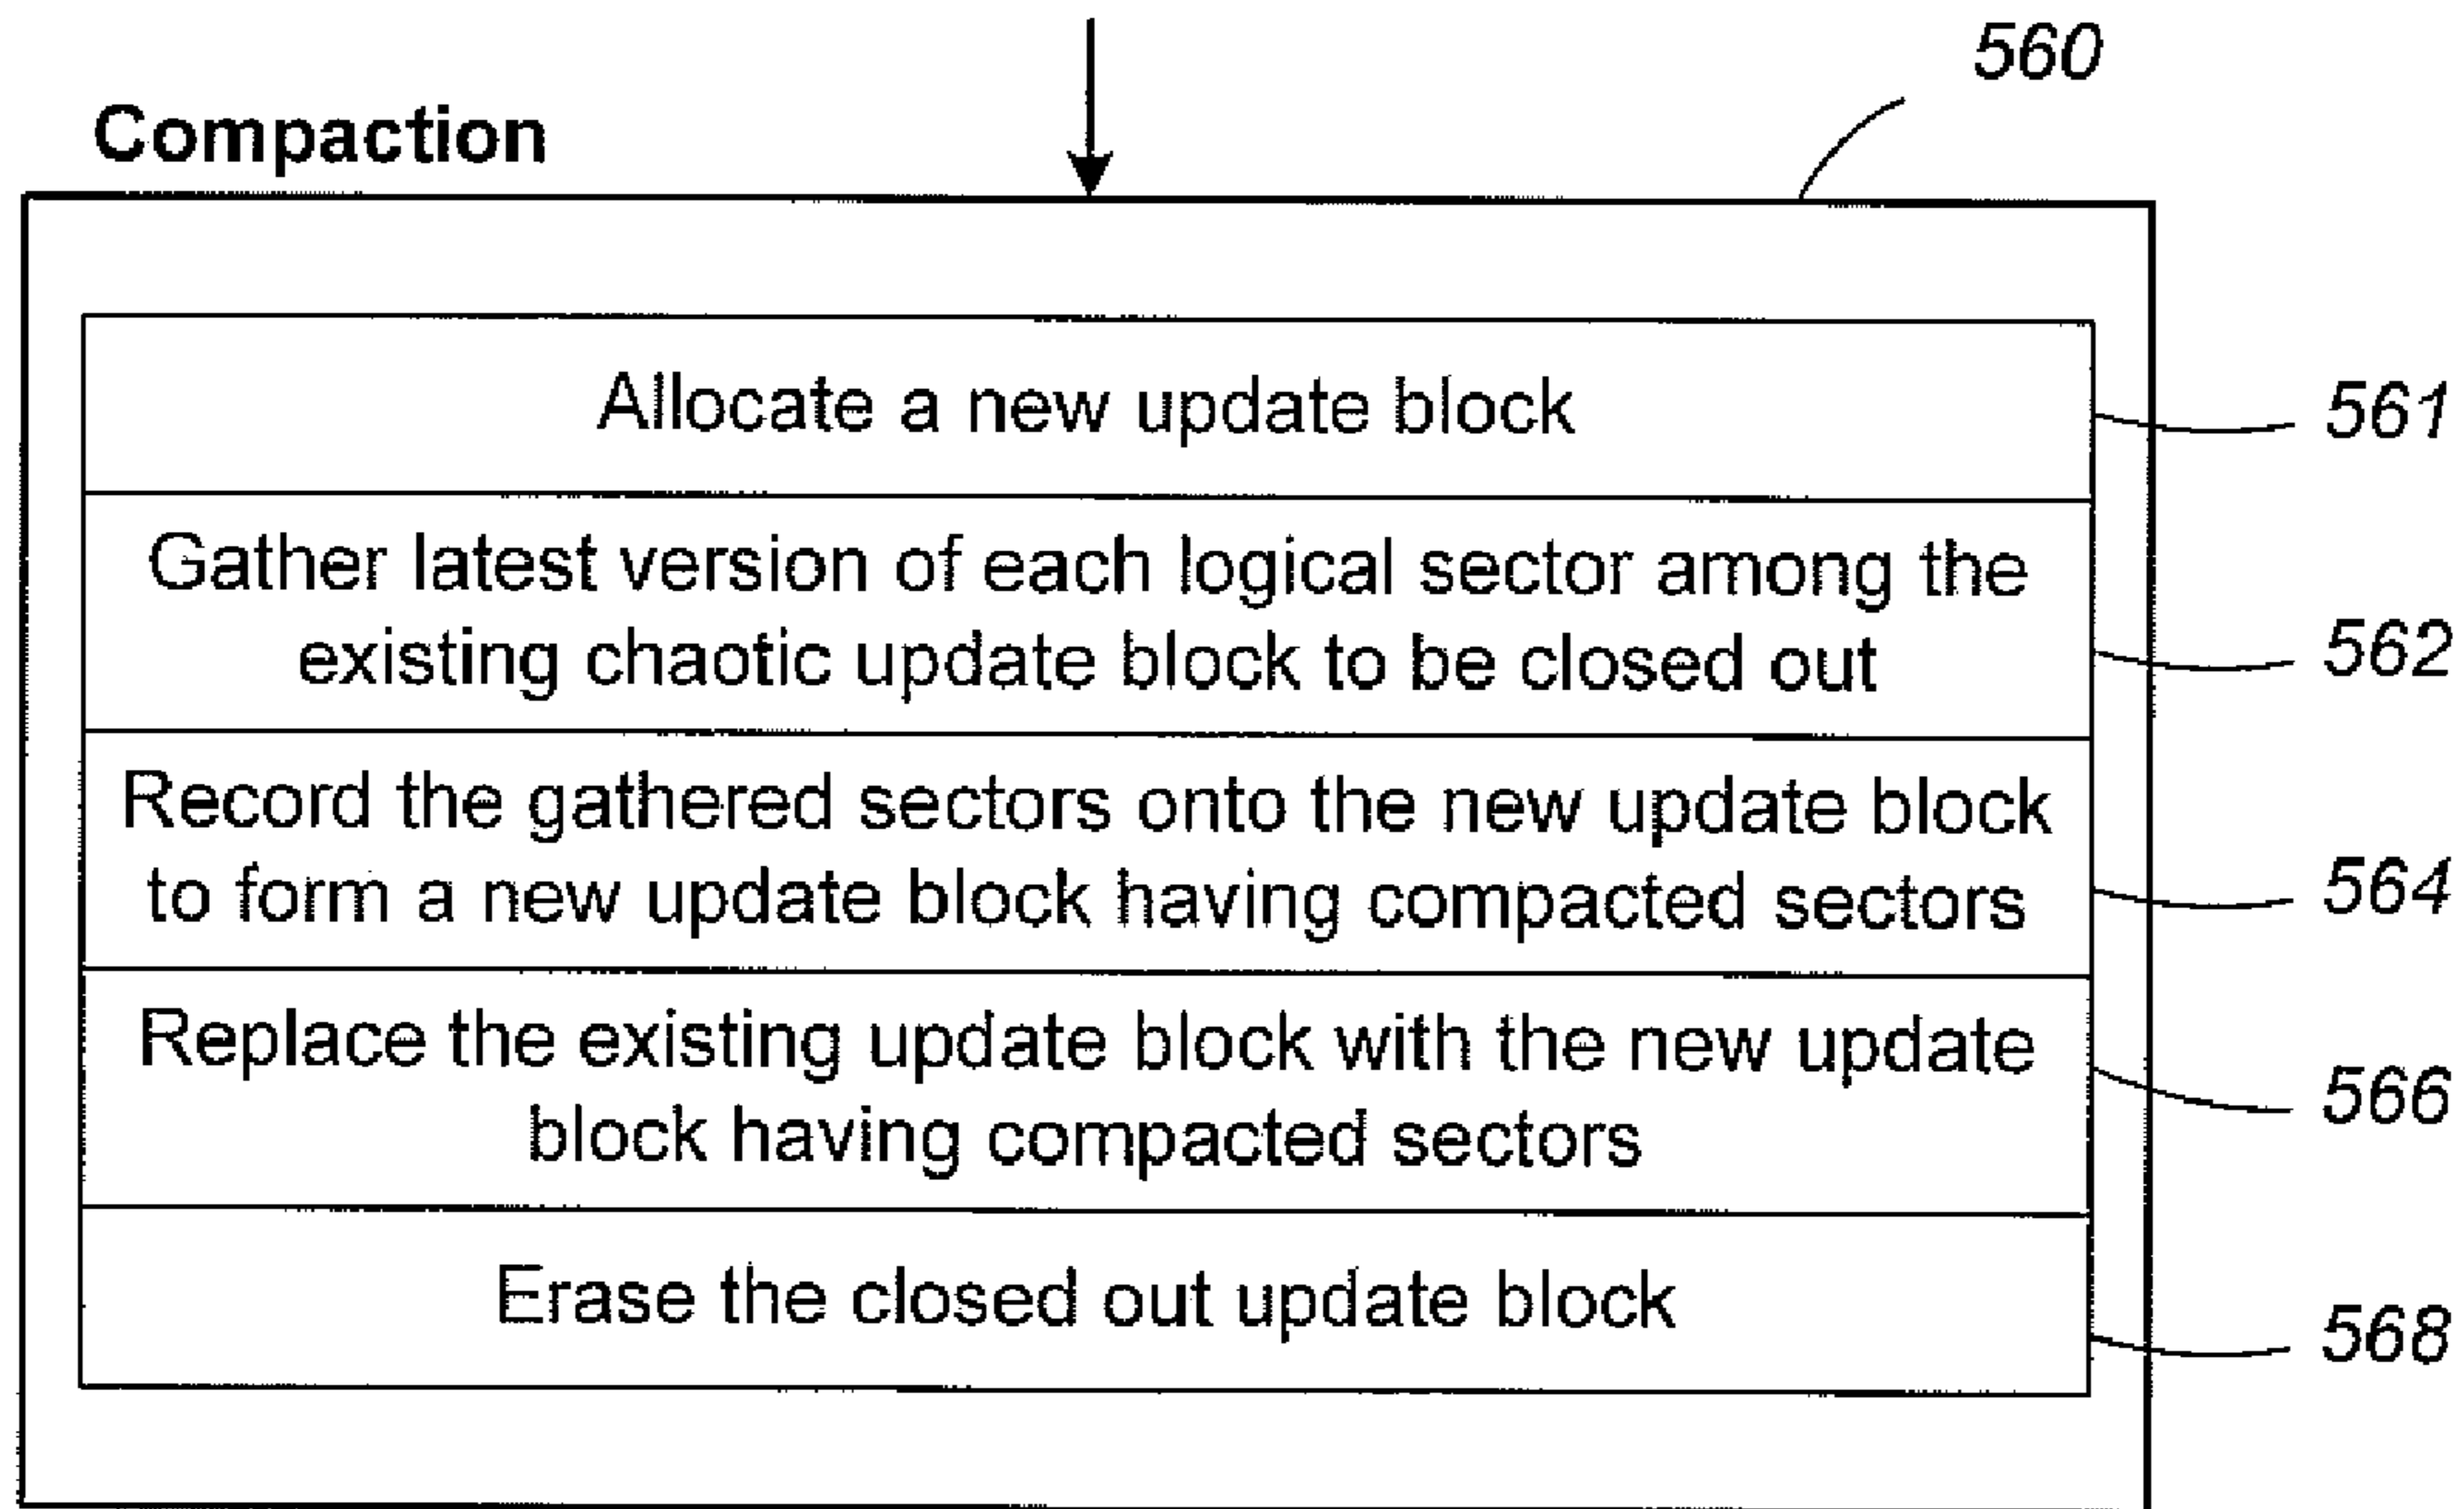 560
Compaction
Allocate a new update block
561
Gather latest version of each logical sector among the
existing chaotic update block to be closed out
562
Record the gathered sectors onto the new update block
to form a new update block having compacted sectors
564
Replace the existing update block with the new update
block having compacted sectors
566
Erase the closed out update block
568